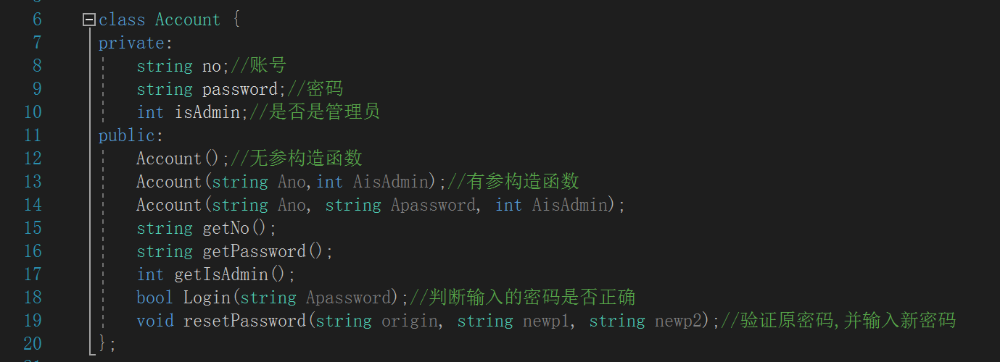 6 class Account {
7 private:
8 string no;//账号
9 string password;//密码
10 int isAdmin;//是否是管理员
11 public:
12 Account();//无参构造函数
13 Account(string Ano,int AisAdmin);//有参构造函数
14 Account(string Ano, string Apassword, int AisAdmin);
15 string getNo();
16 string getPassword();
17 int getIsAdmin();
18 bool Login(string Apassword);//判断输入的密码是否正确
19 void resetPassword(string origin, string newp1, string newp2);//验证原密码,并输入新密码
20 };